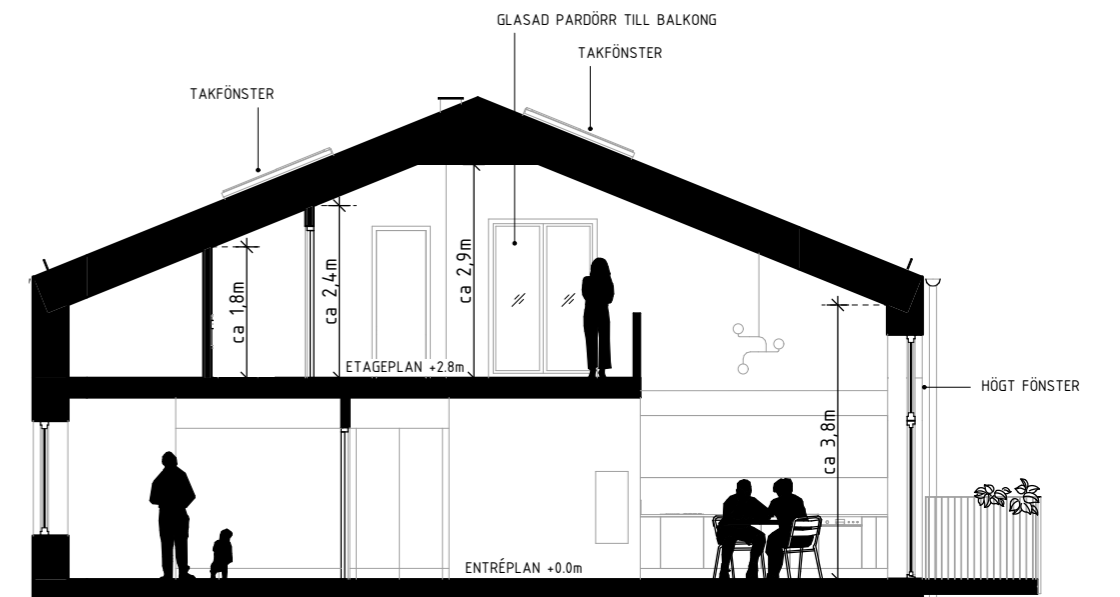 GLASAD PARDÖRR TILL BALKONG
TAKFÖNSTER
TAKFÖNSTER
ca 1,8m
ca 2,4m
ca 2,9m
ETAGEPLAN +2.8m
HÖGT FÖNSTER
ca 3,8m
ENTRÉPLAN +0.0m